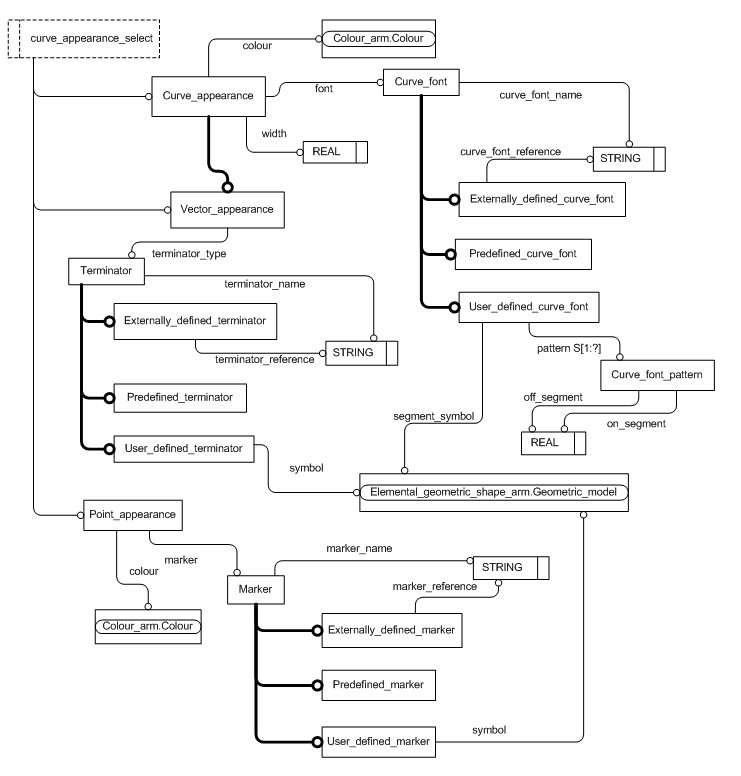 curve_appearance_select
Colour_arm.Colour
colour
Curve_appearance
font
Curve_font
curve_font_name
width
REAL
curve_font_reference
STRING
Vector_appearance
Externally_defined_curve_font
terminator_type
Predefined_curve_font
Terminator
terminator_name
User_defined_curve_font
Externally_defined_terminator
terminator_reference
STRING
pattern S[1:?]
Curve_font_pattern
Predefined_terminator
off_segment
on_segment
segment_symbol
REAL
User_defined_terminator
symbol
Elemental_geometric_shape_arm.Geometric_model
Point_appearance
marker
marker_name
STRING
colour
Marker
marker_reference
Colour_arm.Colour
Externally_defined_marker
Predefined_marker
User_defined_marker
symbol